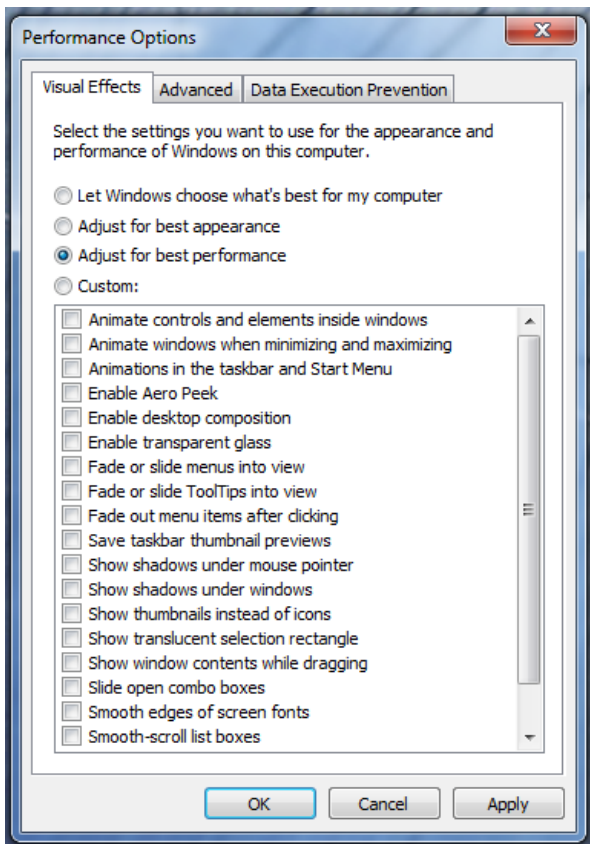 Performance Options
Visual Effects Advanced Data Execution Prevention
Select the settings you want to use for the appearance and
performance of Windows on this computer.
Let Windows choose what's best for my computer
Adjust for best appearance
Adjust for best performance
Custom:
Animate controls and elements inside windows
Animate windows when minimizing and maximizing
Animations in the taskbar and Start Menu
Enable Aero Peek
Enable desktop composition
Enable transparent glass
Fade or slide menus into view
Fade or slide ToolTips into view
Fade out menu items after clicking
Save taskbar thumbnail previews
Show shadows under mouse pointer
Show shadows under windows
Show thumbnails instead of icons
Show translucent selection rectangle
Show window contents while dragging
Slide open combo boxes
Smooth edges of screen fonts
Smooth-scroll list boxes
OK Cancel Apply